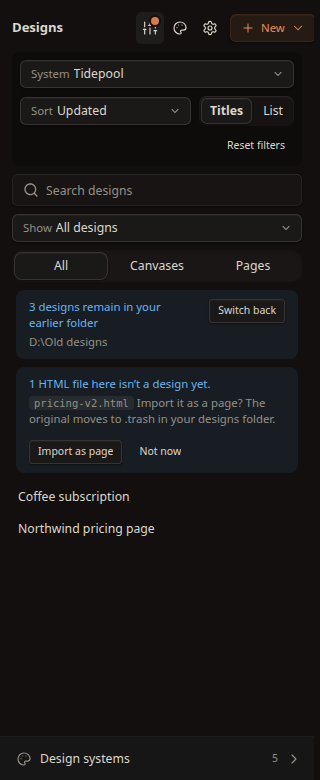 Designs
New
System Tidepool
Sort Updated
Titles
List
Reset filters
Search designs
Show All designs
All
Canvases
Pages
3 designs remain in your
earlier folder
Switch back
D:\Old designs
1 HTML file here isn't a design yet.
pricing-v2.html Import it as a page? The
original moves to .trash in your designs folder.
Import as page
Not now
Coffee subscription
Northwind pricing page
Design systems
5